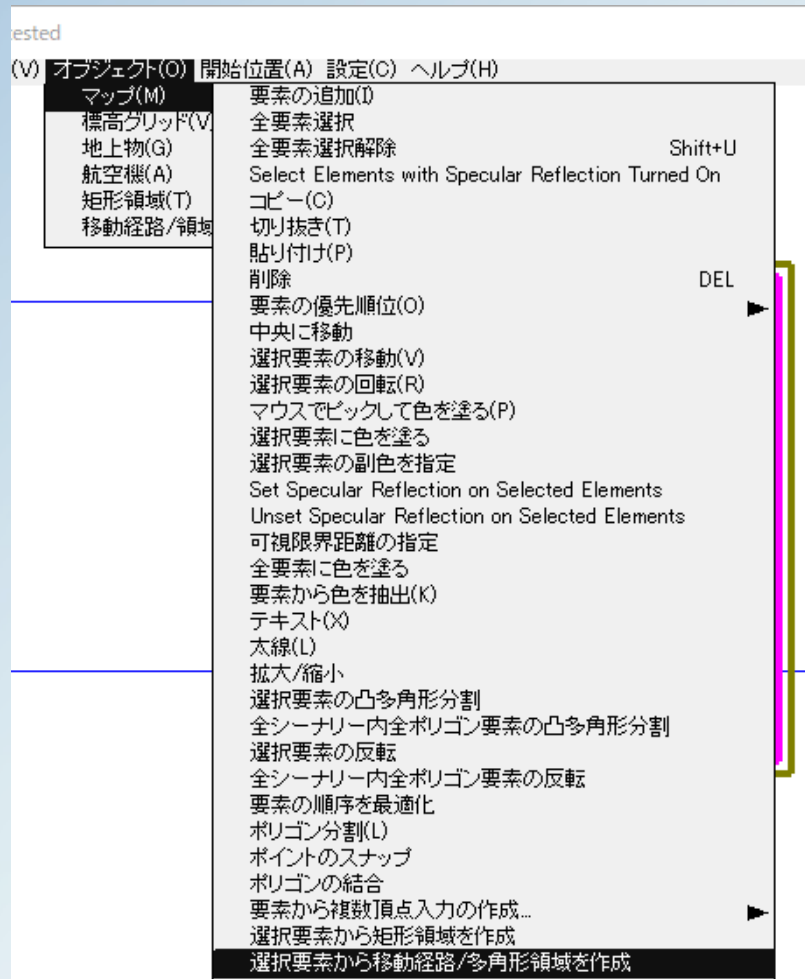 ested
(V) オブジェクト(O) 開始位置(A) 設定(C) ヘルプ(H)
マップ(M)
標高グリッド(V)
地上物(G)
航空機(A)
矩形領域(T)
移動経路/領域
要素の追加(I)
全要素選択
全要素選択解除 Shift+U
Select Elements with Specular Reflection Turned On
コピー(C)
切り抜き(T)
貼り付け(P)
削除 DEL
要素の優先順位(O)
中央に移動
選択要素の移動(V)
選択要素の回転(R)
マウスでピックして色を塗る(P)
選択要素に色を塗る
選択要素の副色を指定
Set Specular Reflection on Selected Elements
Unset Specular Reflection on Selected Elements
可視限界距離の指定
全要素に色を塗る
要素から色を抽出(K)
テキスト(X)
太線(L)
拡大/縮小
選択要素の凸多角形分割
全シーナリー内全ポリゴン要素の凸多角形分割
選択要素の反転
全シーナリー内全ポリゴン要素の反転
要素の順序を最適化
ポリゴン分割(L)
ポイントのスナップ
ポリゴンの結合
要素から複数頂点入力の作成...
選択要素から矩形領域を作成
選択要素から移動経路/多角形領域を作成